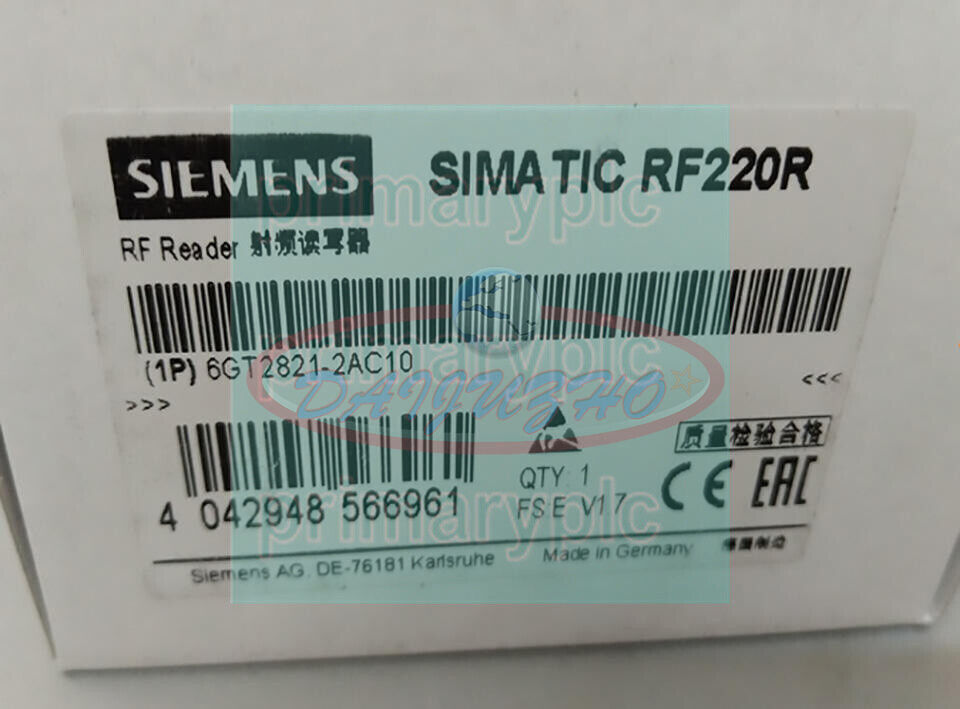 SIEMENS
SIMATIC RF220R
primarypic
RF Reader 射频读写器
primarypic
(1P) 6GT2821-2AC10
>>>
<<<
DAIJUZHO
质量检验合格
QTY: 1
FS:E V1.7
CE
EAC
4 042948 566961
primarypic
Siemens AG, DE-76181 Karlsruhe
Made in Germany
德国制造